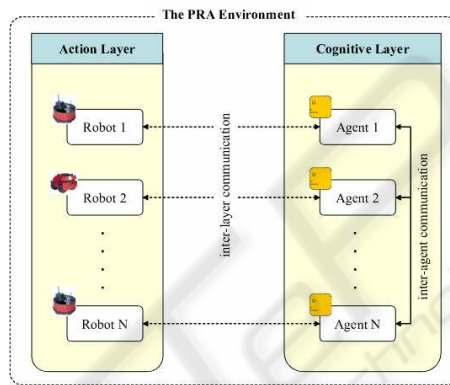 The PRA Environment
Action Layer
Cognitive Layer
Robot 1
Agent 1
Robot 2
Agent 2
Robot N
Agent N
inter-layer communication
inter-agent communication